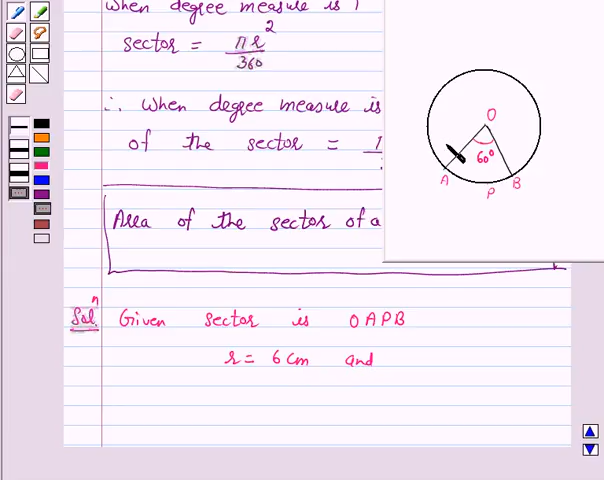 When degree measure is 1
sector = πr²/360
∴ When degree measure is
of the sector =
Area of the sector of a
Solⁿ Given sector is OAPB
r = 6 cm and
O
60°
A
P
B